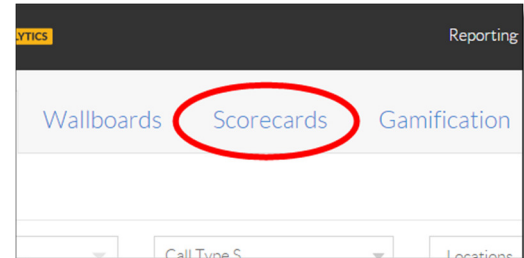 LYTICS Reporting
Wallboards Scorecards Gamification
Call Type S Locations